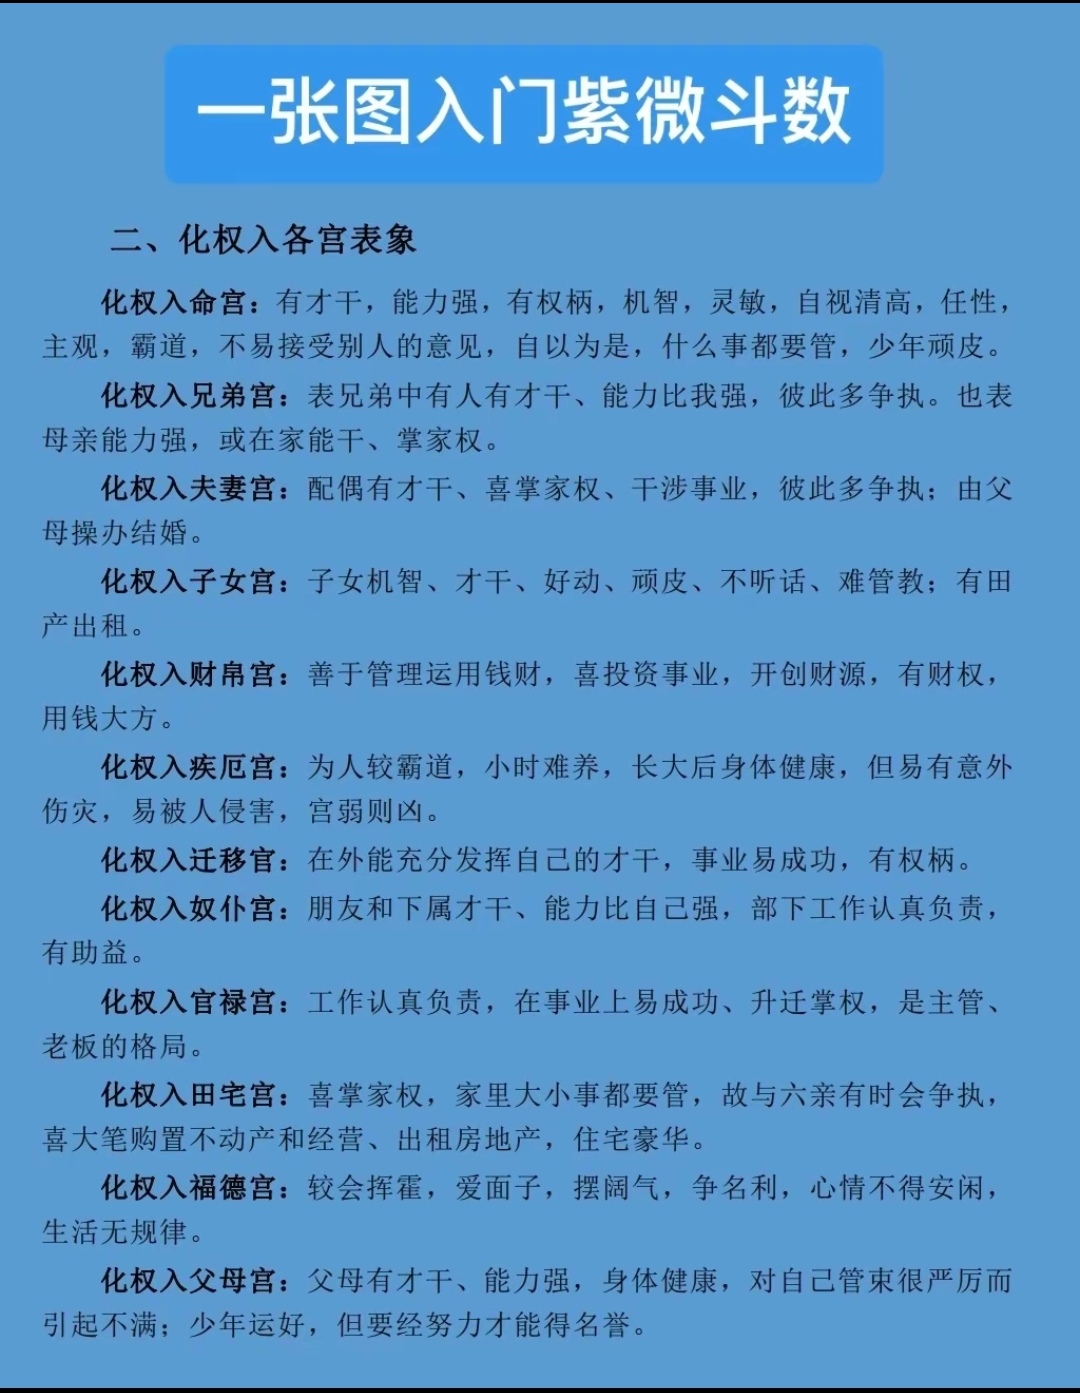 一张图入门紫微斗数
二、化权入各宫表象
化权入命宫：有才干，能力强，有权柄，机智，灵敏，自视清高，任性，
主观，霸道，不易接受别人的意见，自以为是，什么事都要管，少年顽皮。
化权入兄弟宫：表兄弟中有人有才干、能力比我强，彼此多争执。也表
母亲能力强，或在家能干、掌家权。
化权入夫妻宫：配偶有才干、喜掌家权、干涉事业，彼此多争执；由父
母操办结婚。
化权入子女宫：子女机智、才干、好动、顽皮、不听话、难管教；有田
产出租。
化权入财帛宫：善于管理运用钱财，喜投资事业，开创财源，有财权，
用钱大方。
化权入疾厄宫：为人较霸道，小时难养，长大后身体健康，但易有意外
伤灾，易被人侵害，宫弱则凶。
化权入迁移宫：在外能充分发挥自己的才干，事业易成功，有权柄。
化权入奴仆宫：朋友和下属才干、能力比自己强，部下工作认真负责，
有助益。
化权入官禄宫：工作认真负责，在事业上易成功、升迁掌权，是主管、
老板的格局。
化权入田宅宫：喜掌家权，家里大小事都要管，故与六亲有时会争执，
喜大笔购置不动产和经营、出租房地产，住宅豪华。
化权入福德宫：较会挥霍，爱面子，摆阔气，争名利，心情不得安闲，
生活无规律。
化权入父母宫：父母有才干、能力强，身体健康，对自己管束很严厉而
引起不满；少年运好，但要经努力才能得名誉。